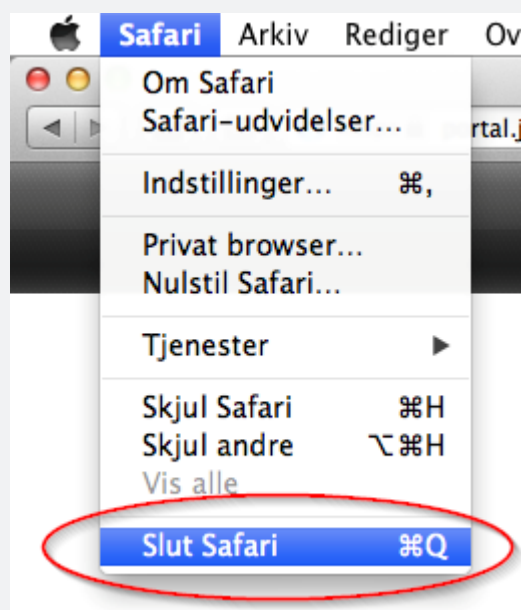 Safari Arkiv Rediger Ov
rtal.j
Om Safari
Safari-udvidelser...
Indstillinger... ⌘,
Privat browser...
Nulstil Safari...
Tjenester ▶
Skjul Safari ⌘H
Skjul andre ⌥⌘H
Vis alle
Slut Safari ⌘Q